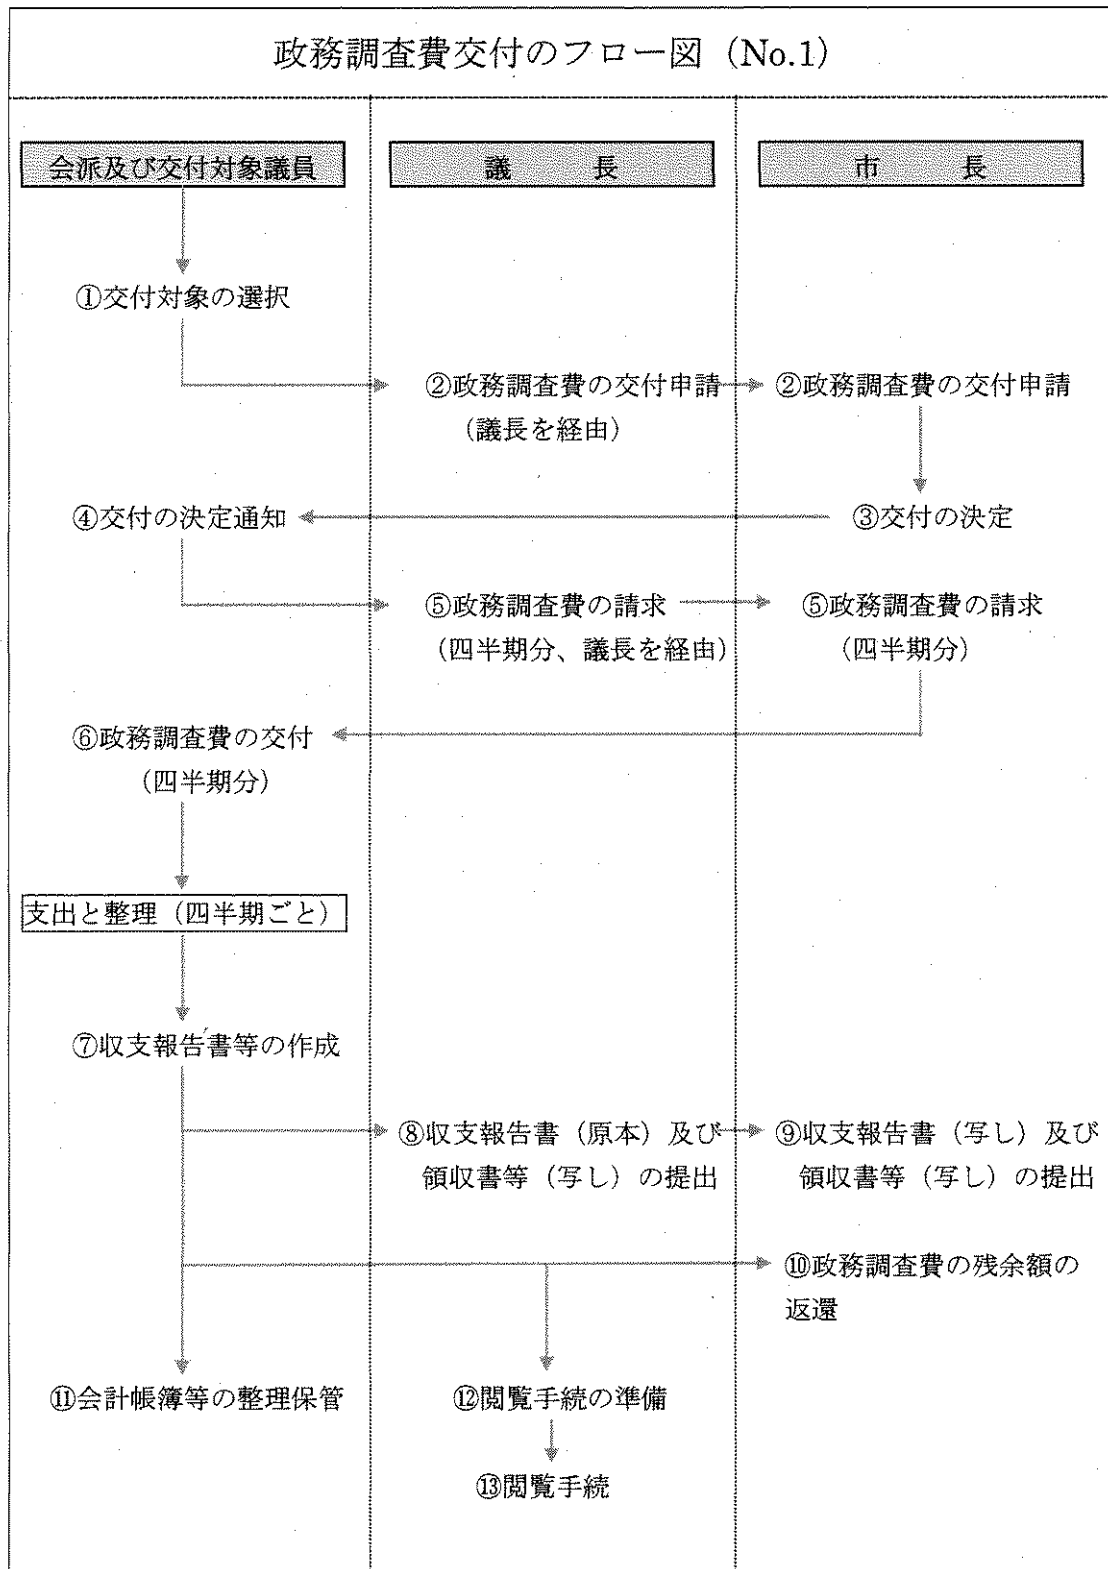 政務調査費交付のフロー図（No.1）
会派及び交付対象議員
議　　長
市　　長
①交付対象の選択
②政務調査費の交付申請
（議長を経由）
②政務調査費の交付申請
④交付の決定通知
③交付の決定
⑤政務調査費の請求
（四半期分、議長を経由）
⑤政務調査費の請求
（四半期分）
⑥政務調査費の交付
（四半期分）
支出と整理（四半期ごと）
⑦収支報告書等の作成
⑧収支報告書（原本）及び
領収書等（写し）の提出
⑨収支報告書（写し）及び
領収書等（写し）の提出
⑩政務調査費の残余額の
返還
⑪会計帳簿等の整理保管
⑫閲覧手続の準備
⑬閲覧手続